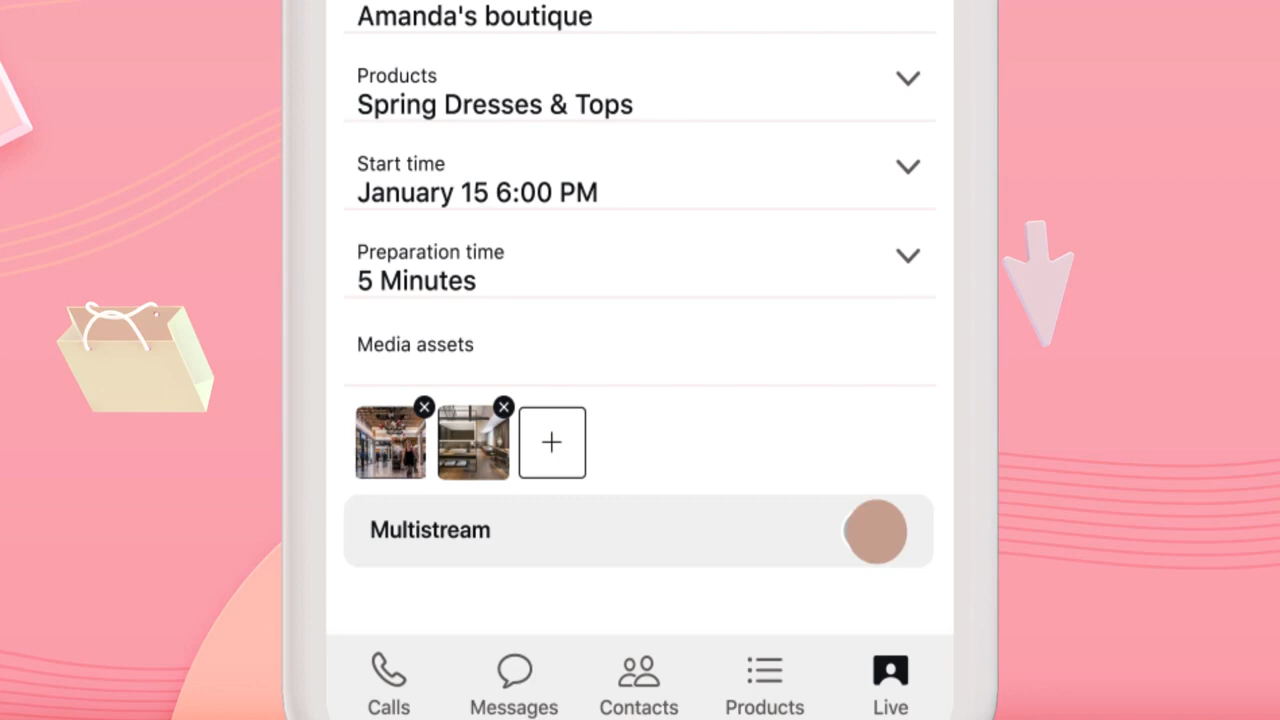 Amanda's boutique
Products
Spring Dresses & Tops
Start time
January 15 6:00 PM
Preparation time
5 Minutes
Media assets
Multistream
Calls
Messages
Contacts
Products
Live